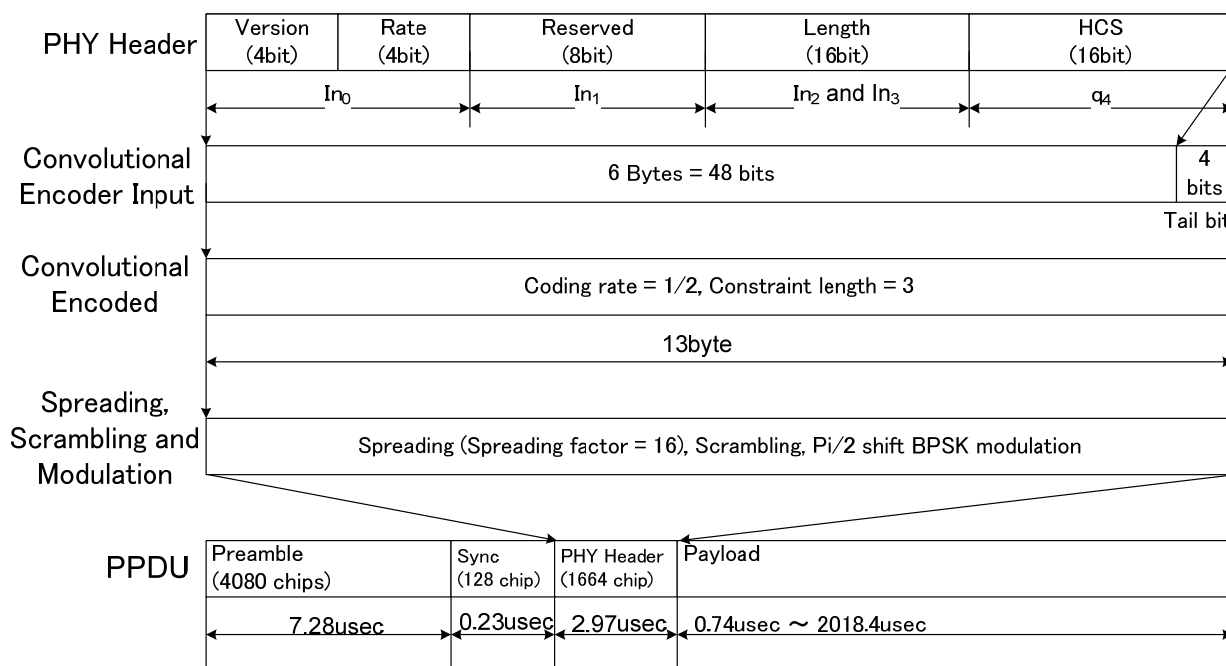 PHY Header
Version
(4bit)
Rate
(4bit)
Reserved
(8bit)
Length
(16bit)
HCS
(16bit)
In0
In1
In2 and In3
q4
Convolutional
Encoder Input
6 Bytes = 48 bits
4
bits
Tail bit
Convolutional
Encoded
Coding rate = 1/2, Constraint length = 3
13byte
Spreading,
Scrambling and
Modulation
Spreading (Spreading factor = 16), Scrambling, Pi/2 shift BPSK modulation
PPDU
Preamble
(4080 chips)
Sync
(128 chip)
PHY Header
(1664 chip)
Payload
7.28usec
0.23usec
2.97usec
0.74usec ～ 2018.4usec